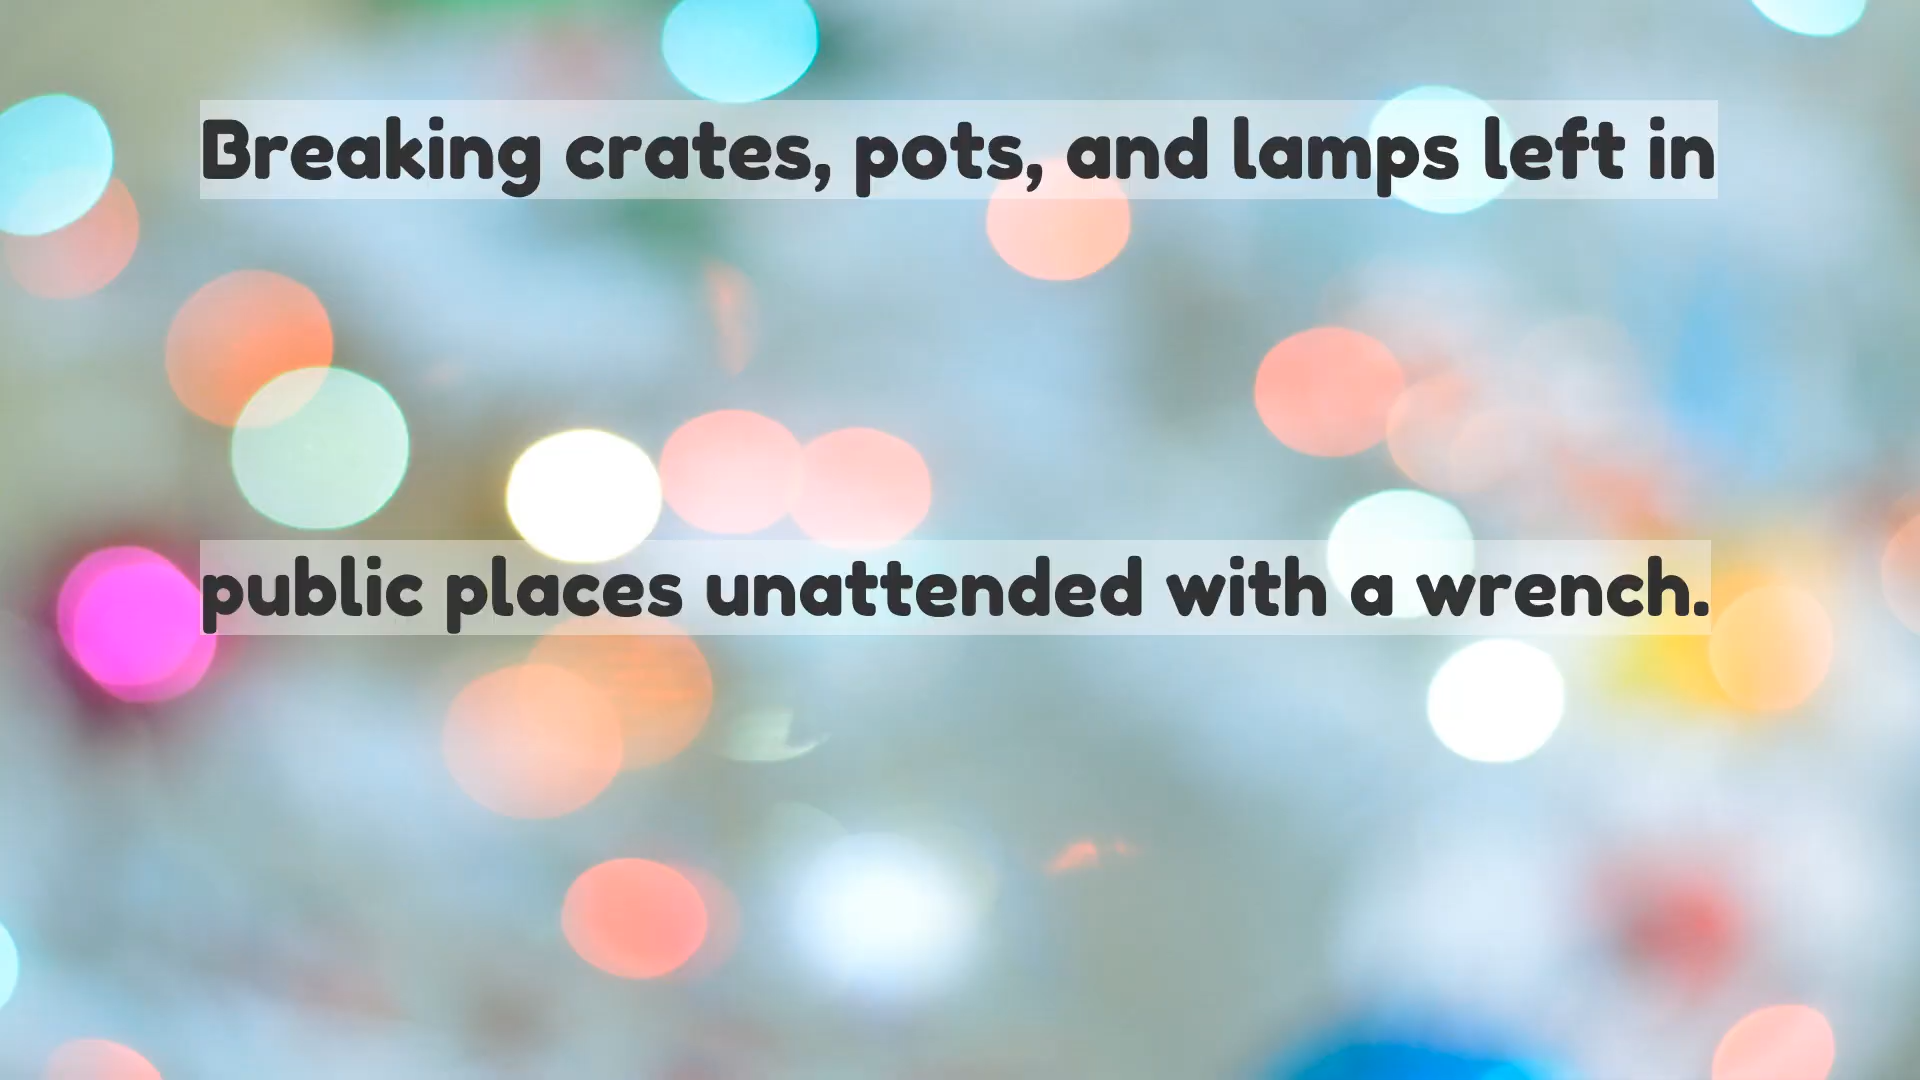 Breaking crates, pots, and lamps left in
public places unattended with a wrench.